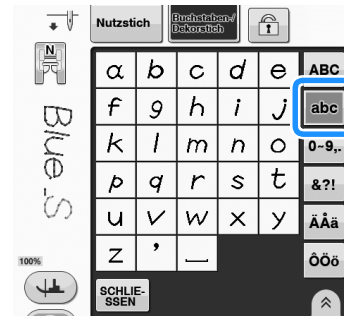 Nutzstich
Buchstaben-/
Dekorstich
N
a b c d e ABC
f g h i j abc
k l m n o 0~9,.
p q r s t &?!
u v w x y ÄÅä
z ' _ ÔÖö
Blue_S
100%
SCHLIE-
SSEN